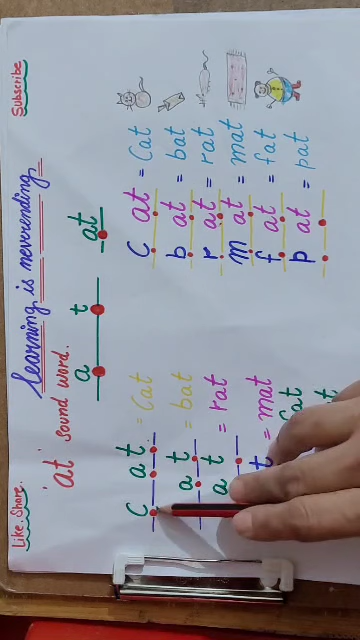 Like. Share.
learning is neverending
Subscribe
'at' sound word.
a t at
C a t = Cat
a t = bat
a t = rat
t = mat
Cat
t
C at = Cat
b at = bat
r at = rat
m at = mat
f at = fat
p at = pat